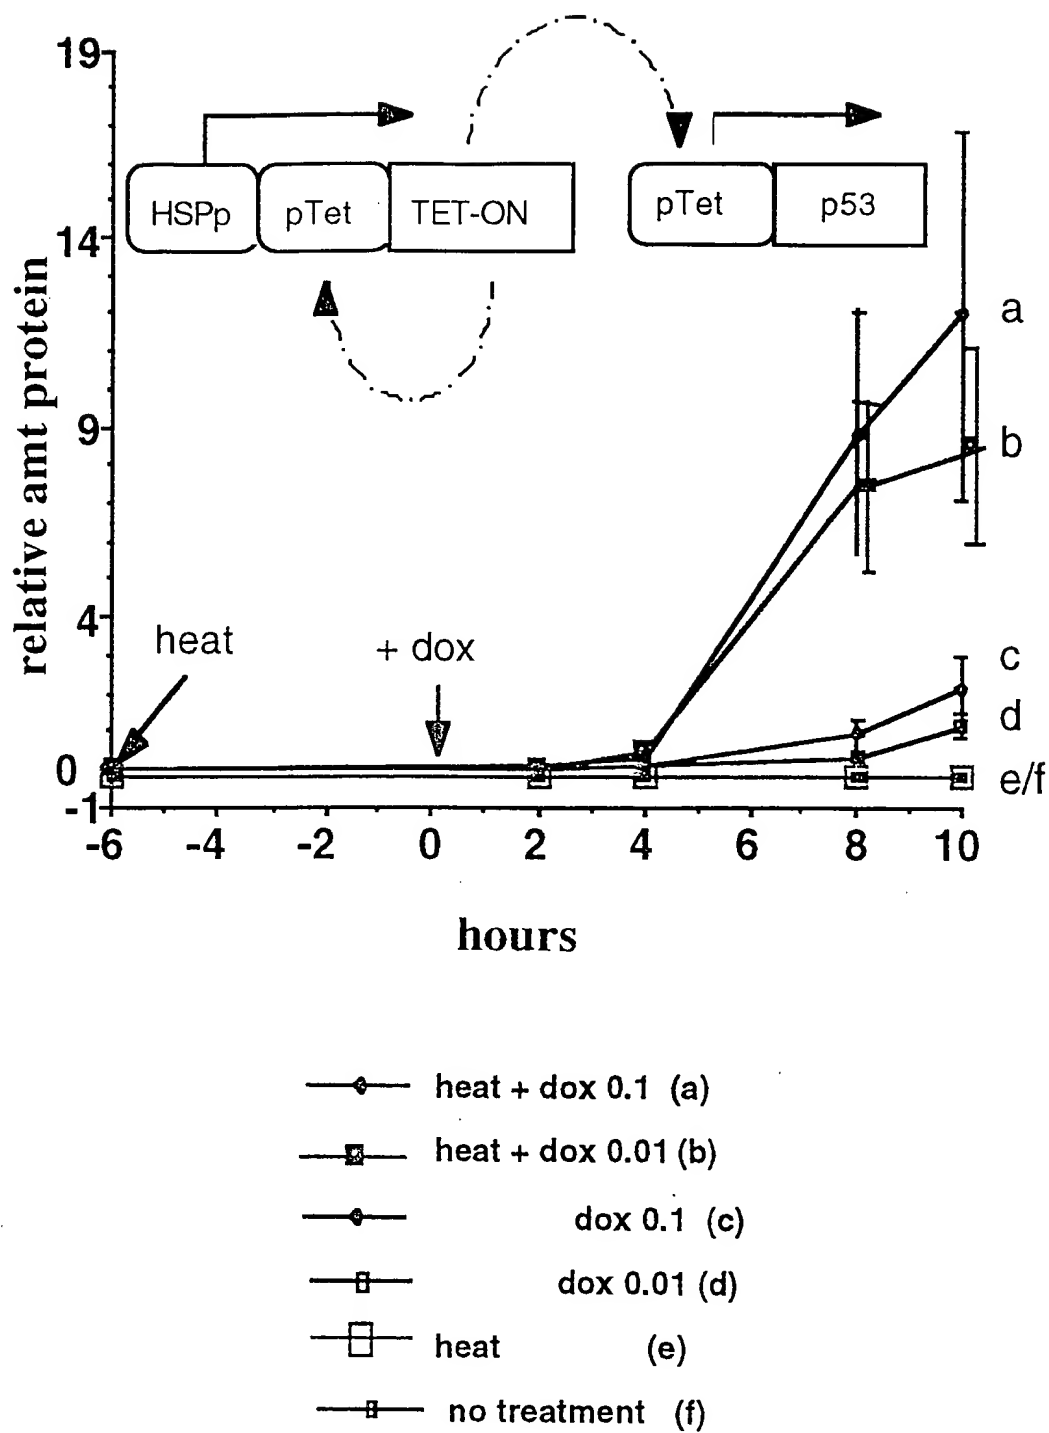 19
HSPp pTet TET-ON pTet p53
14
relative amt protein
9
4
0
-1
heat
+ dox
a
b
c
d
e/f
-6 -4 -2 0 2 4 6 8 10
hours
heat + dox 0.1 (a)
heat + dox 0.01 (b)
dox 0.1 (c)
dox 0.01 (d)
heat (e)
no treatment (f)